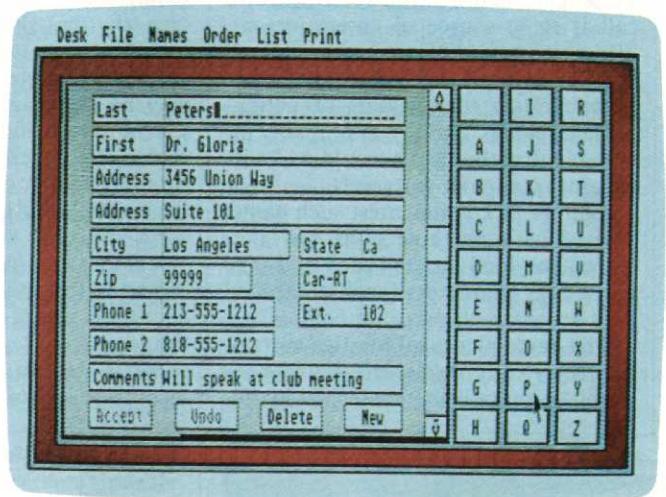 Desk File Names Order List Print
Last Peters
First Dr. Gloria
Address 3456 Union Way
Address Suite 101
City Los Angeles State Ca
Zip 99999 Car-RT
Phone 1 213-555-1212 Ext. 102
Phone 2 818-555-1212
Comments Will speak at club meeting
Accept Undo Delete New
I R
A J S
B K T
C L U
D M V
E N W
F O X
G P Y
H Q Z